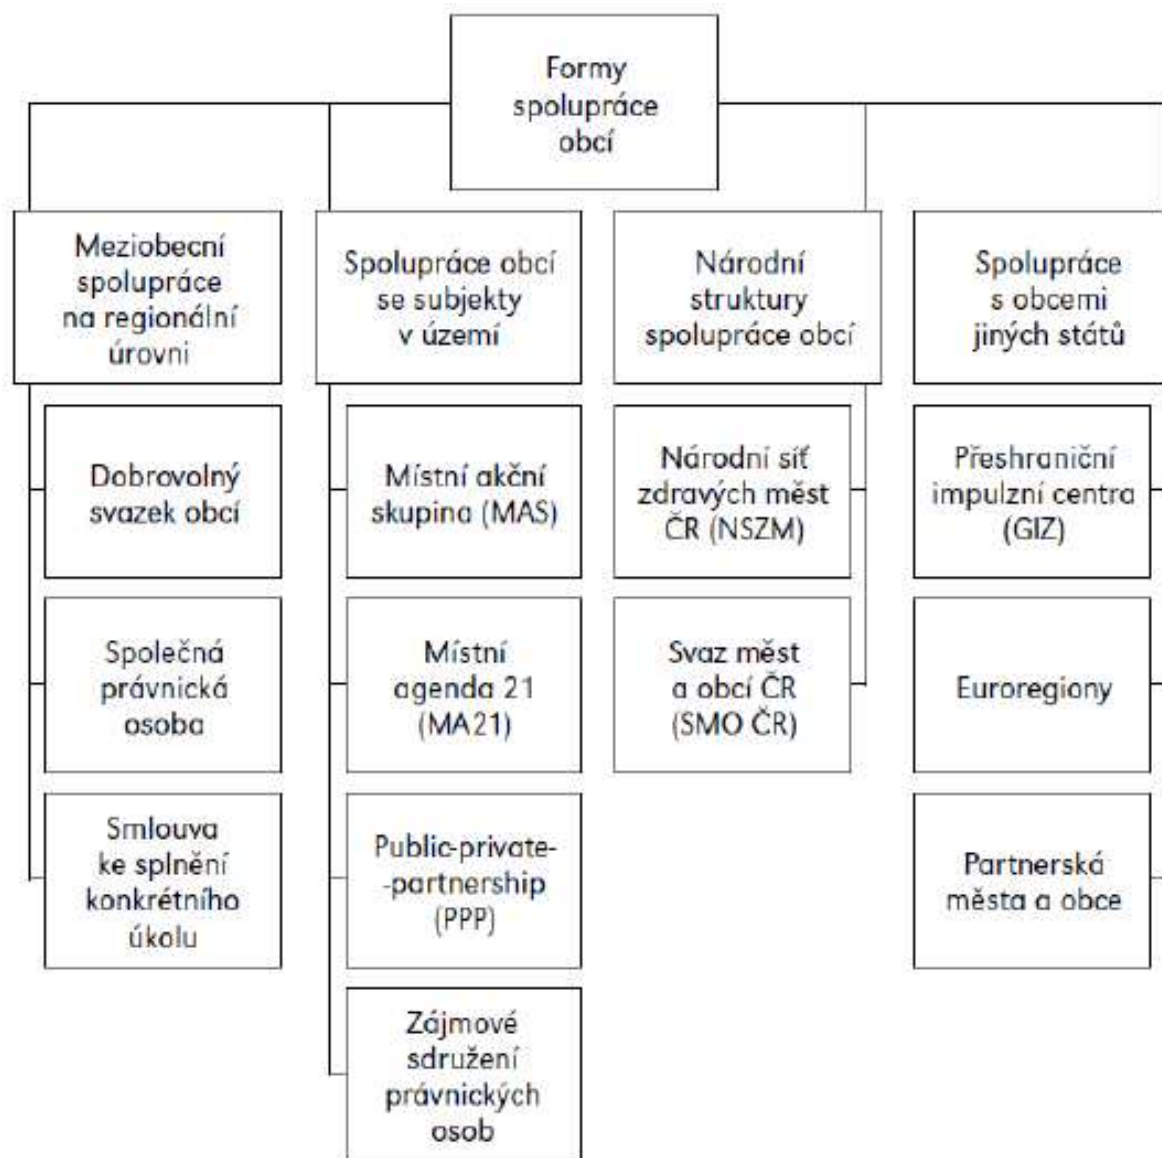 Formy
spolupráce
obcí
Meziobecní
spolupráce
na regionální
úrovni
Dobravolný
svazek obcí
Společná
právnická
osoba
Smlouva
ke splnění
konkrétního
úkolu
Spolupráce obcí
se subjekty
v území
Místní akční
skupina (MAS)
Místní
agenda 21
(MA21)
Public-private-
-partnership
(PPP)
Zájmové
sdružení
právnických
osob
Národní
struktury
spolupráce obcí
Národní síť
zdravých měst
ČR (NSZM)
Svaz měst
a obcí ČR
(SMO ČR)
Spolupráce
s obcemi
jiných států
Přeshraniční
impulzní centra
(GIZ)
Euroregiony
Partnerská
města a obce